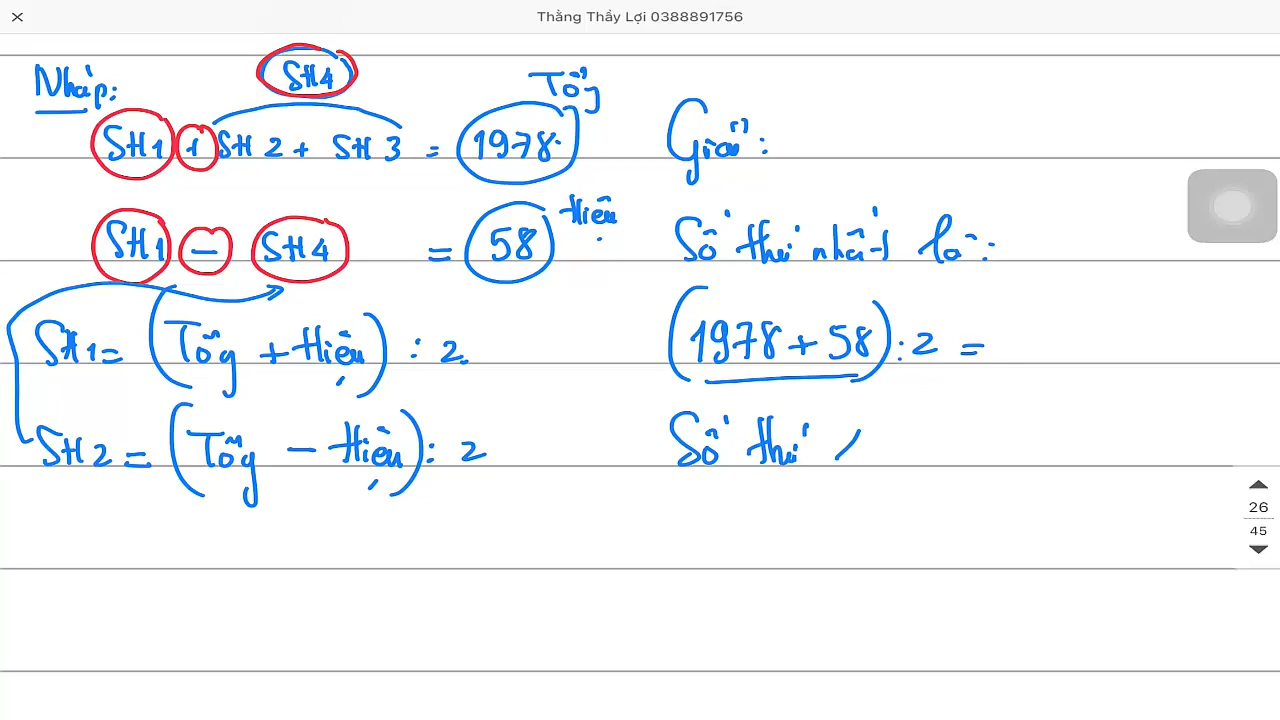 Thằng Thầy Lợi 0388891756
Nháp:
SH4
Tổng
SH1 + SH2 + SH3 = 1978
Hiệu
SH1 - SH4 = 58
SH1 = (Tổng + Hiệu) : 2
SH2 = (Tổng - Hiệu) : 2
Giải:
Số thứ nhất là:
(1978 + 58) : 2 =
Số thứ
26
45